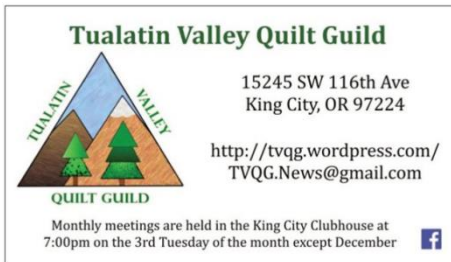 Tualatin Valley Quilt Guild
TUALATIN
VALLEY
QUILT GUILD
15245 SW 116th Ave
King City, OR 97224
http://tvqg.wordpress.com/
TVQG.News@gmail.com
Monthly meetings are held in the King City Clubhouse at
7:00pm on the 3rd Tuesday of the month except December
f